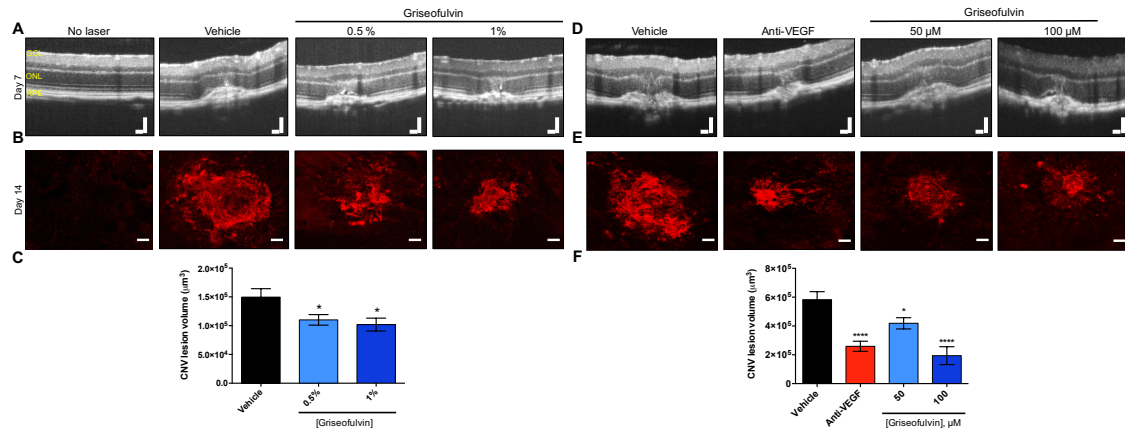 Griseofulvin
A
No laser
Vehicle
0.5 %
1%
Day 7
GCL
ONL
RPE
B
Day 14
C
CNV lesion volume (μm³)
2.0×10⁵
1.5×10⁵
1.0×10⁵
5.0×10⁴
0.0
*
*
Vehicle
0.5%
1%
[Griseofulvin]
Griseofulvin
D
Vehicle
Anti-VEGF
50 μM
100 μM
E
F
CNV lesion volume (μm³)
8×10⁵
6×10⁵
4×10⁵
2×10⁵
0
****
*
****
Vehicle
Anti-VEGF
50
100
[Griseofulvin], μM